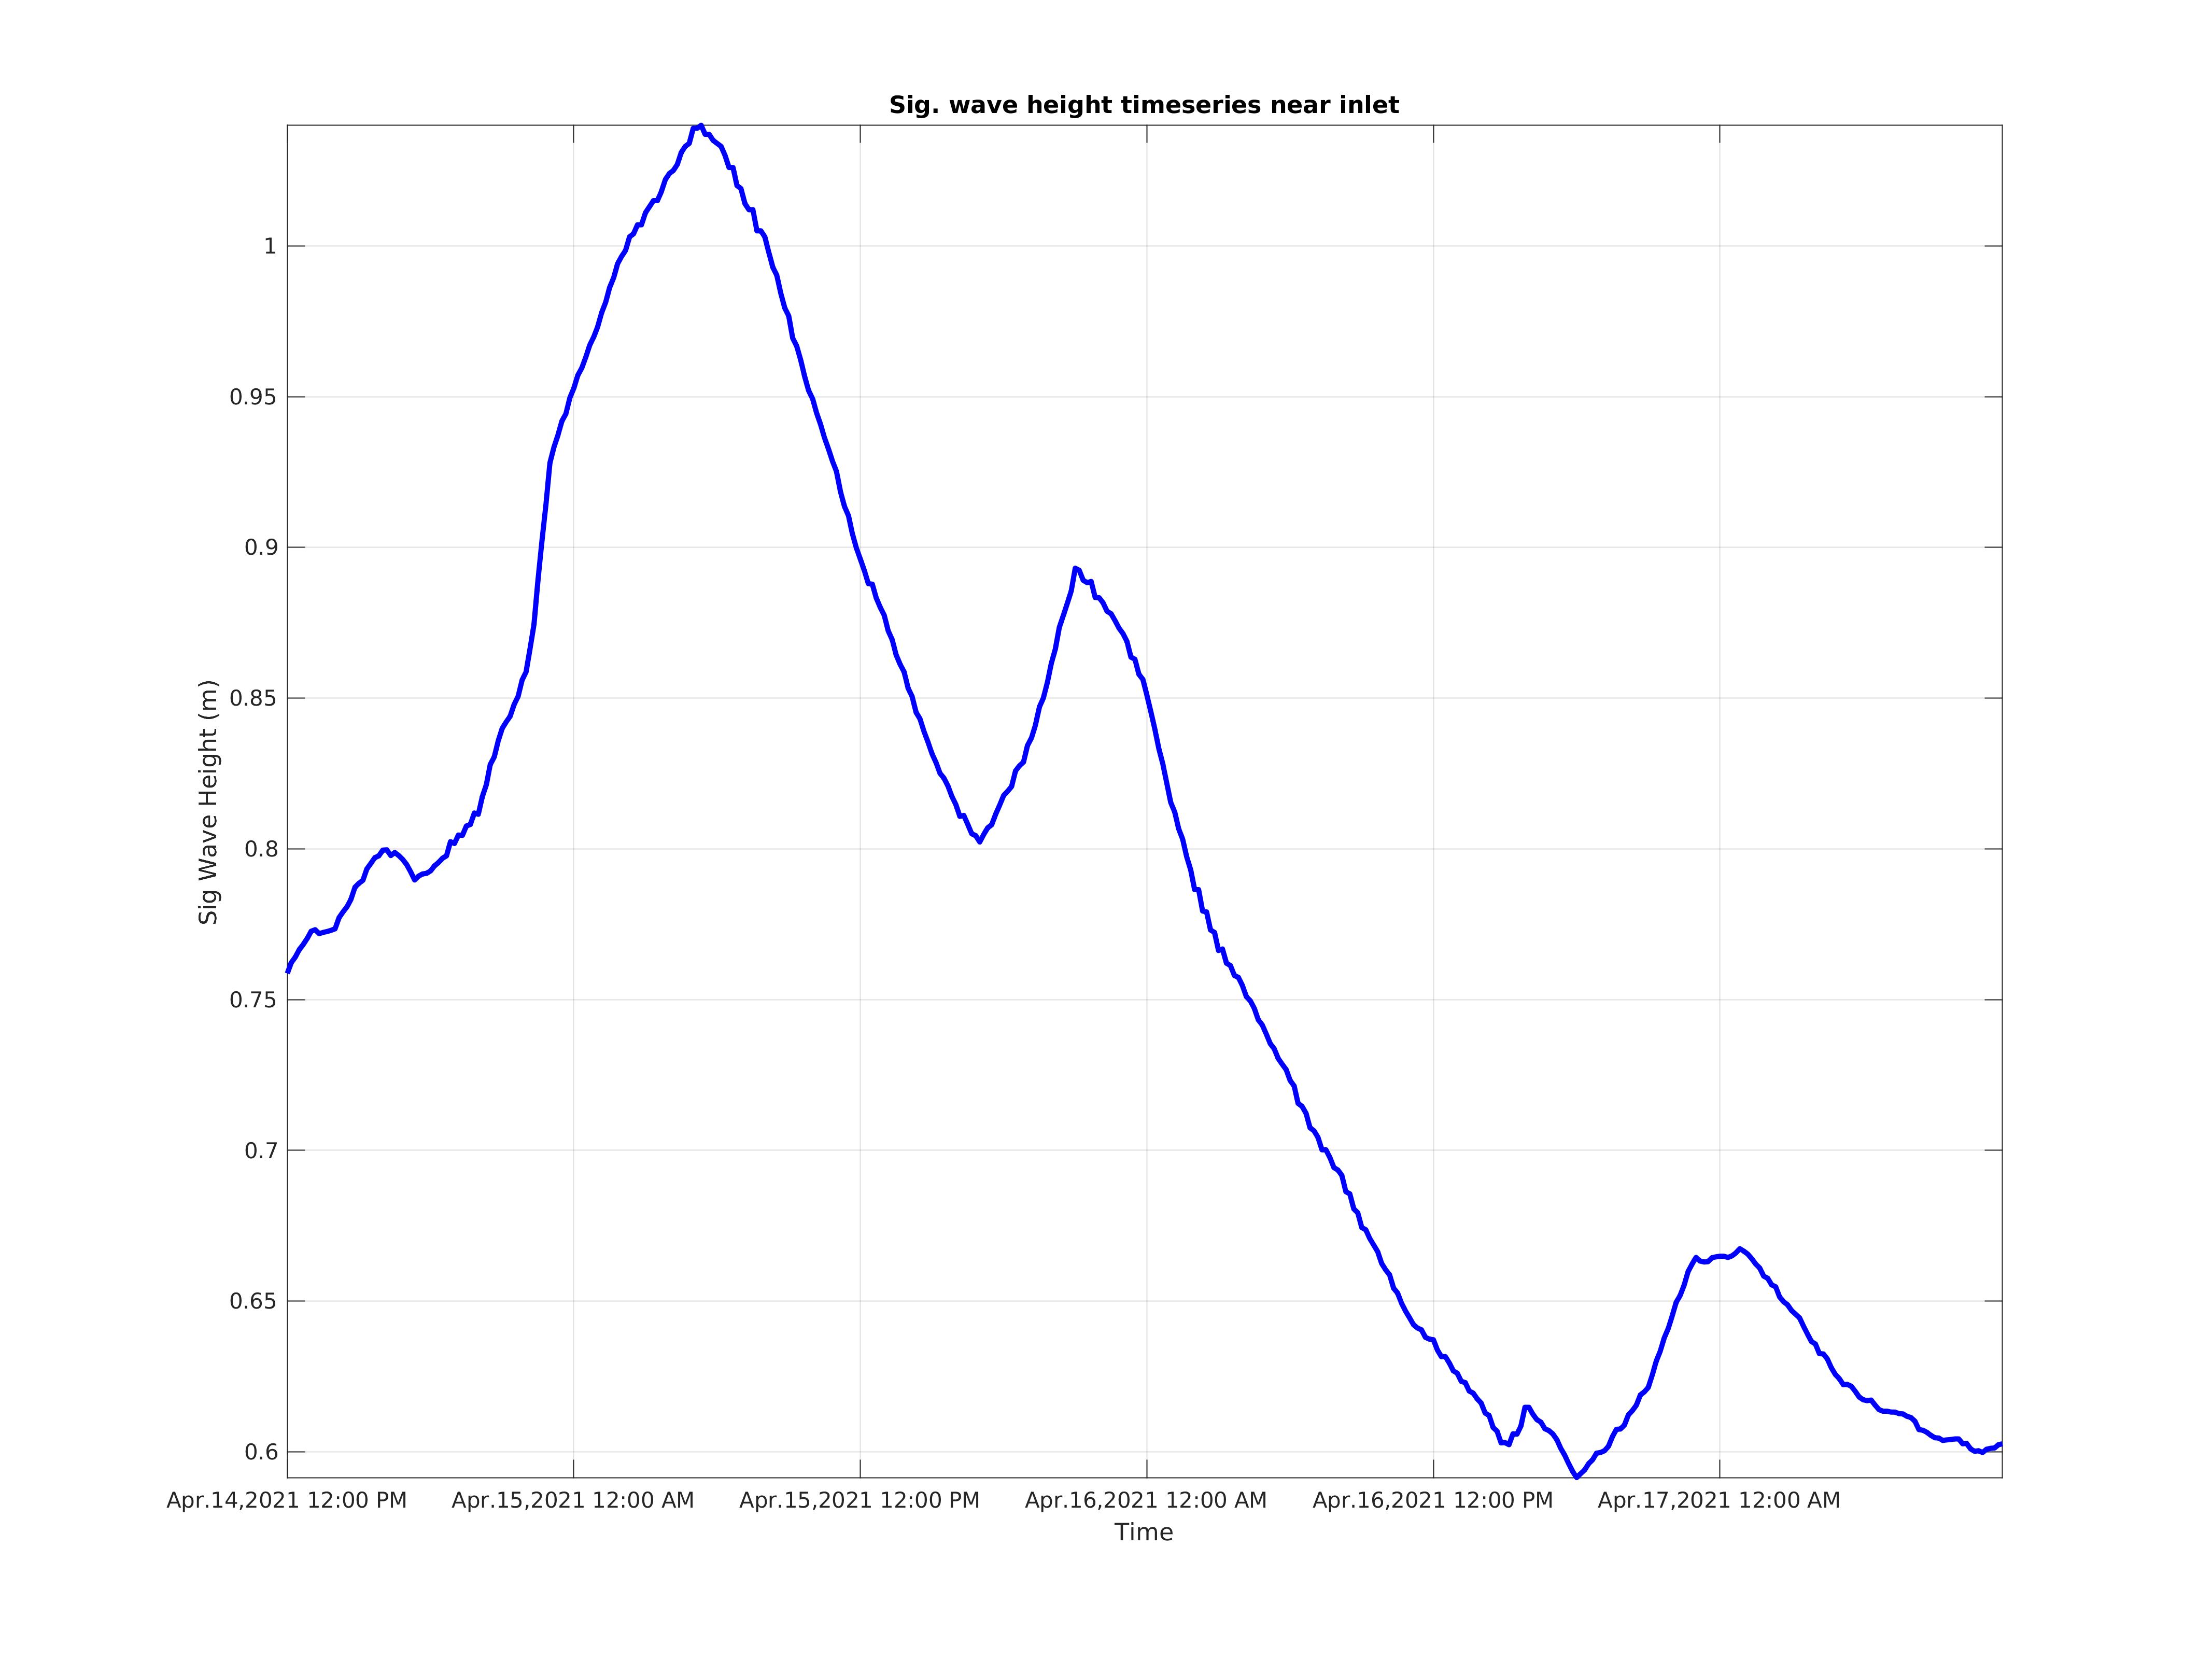 Sig. wave height timeseries near inlet
1
0.95
0.9
0.85
0.8
0.75
0.7
0.65
0.6
Sig Wave Height (m)
Apr.14,2021 12:00 PM Apr.15,2021 12:00 AM Apr.15,2021 12:00 PM Apr.16,2021 12:00 AM Apr.16,2021 12:00 PM Apr.17,2021 12:00 AM
Time